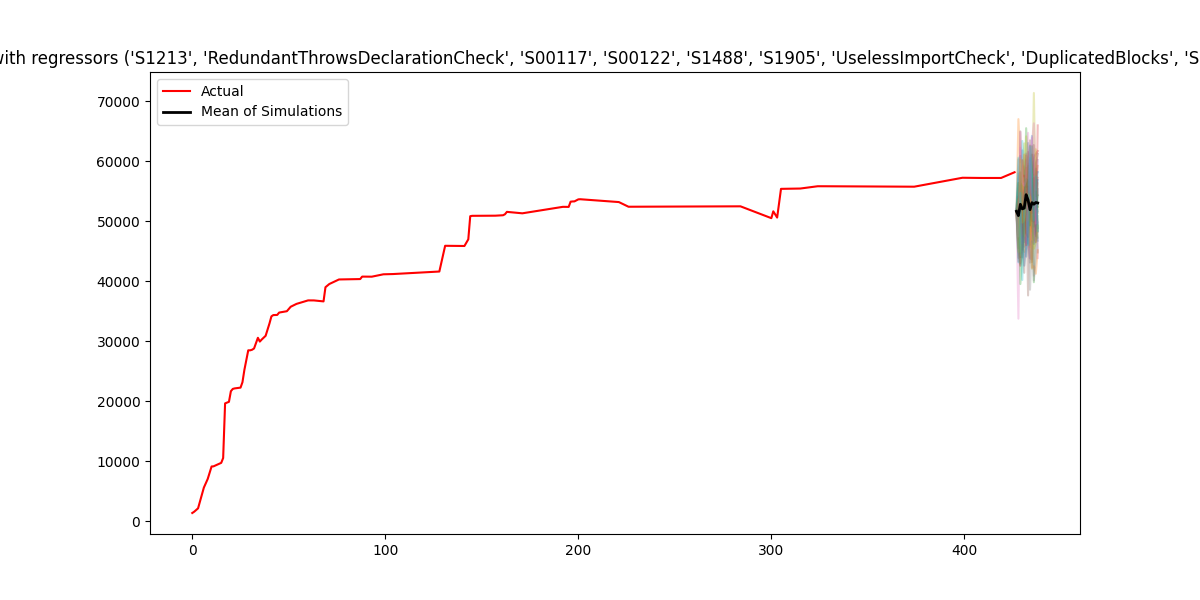 with regressors ('S1213', 'RedundantThrowsDeclarationCheck', 'S00117', 'S00122', 'S1488', 'S1905', 'UselessImportCheck', 'DuplicatedBlocks', 'S
Actual
Mean of Simulations
70000
60000
50000
40000
30000
20000
10000
0
0 100 200 300 400